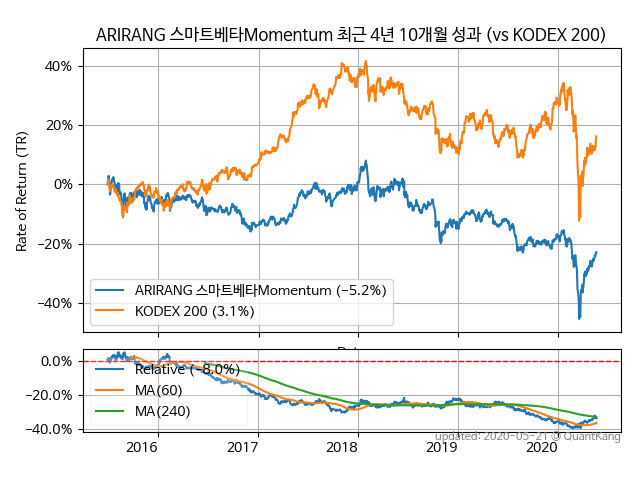 ARIRANG 스마트베타Momentum 최근 4년 10개월 성과 (vs KODEX 200)
Rate of Return (TR)
40%
20%
0%
−20%
−40%
ARIRANG 스마트베타Momentum (−5.2%)
KODEX 200 (3.1%)
0.0%
−20.0%
−40.0%
Relative (−8.0%)
MA(60)
MA(240)
2016
2017
2018
2019
2020
updated: 2020-05-21 © QuantKang